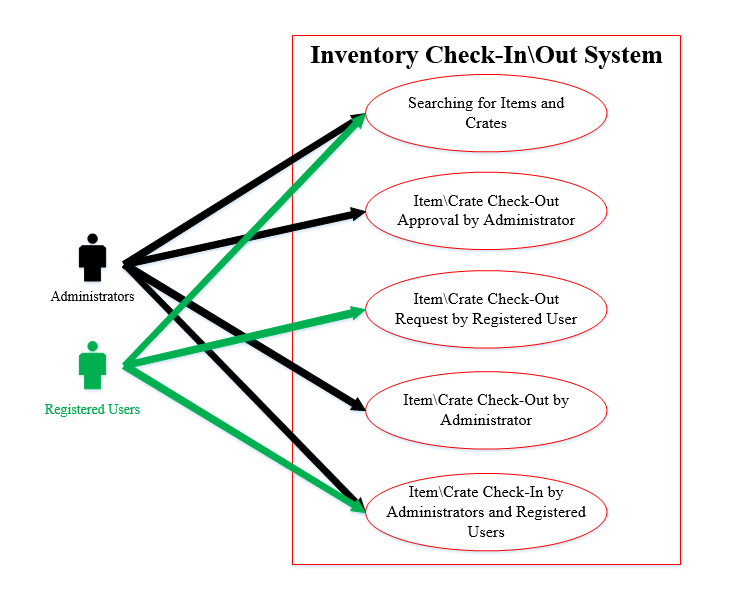 Inventory Check-In\Out System
Searching for Items and
Crates
Item\Crate Check-Out
Approval by Administrator
Administrators
Item\Crate Check-Out
Request by Registered User
Registered Users
Item\Crate Check-Out by
Administrator
Item\Crate Check-In by
Administrators and Registered
Users